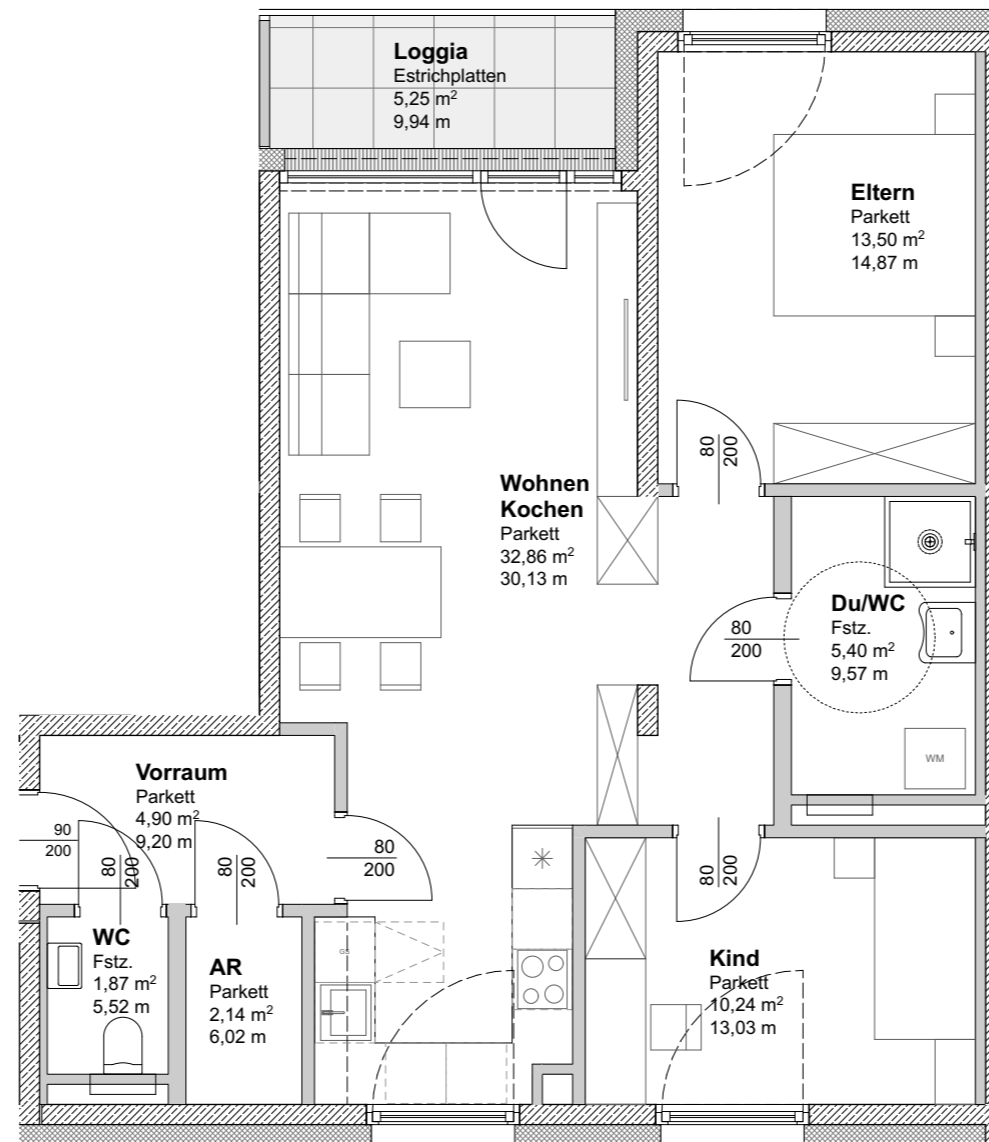 Loggia
Estrichplatten
5,25 m²
9,94 m
Eltern
Parkett
13,50 m²
14,87 m
80
200
Wohnen
Kochen
Parkett
32,86 m²
30,13 m
Du/WC
Fstz.
5,40 m²
9,57 m
80
200
WM
Vorraum
Parkett
4,90 m²
9,20 m
90
200
80
200
80
200
80
200
80
200
WC
Fstz.
1,87 m²
5,52 m
AR
Parkett
2,14 m²
6,02 m
GS
Kind
Parkett
10,24 m²
13,03 m